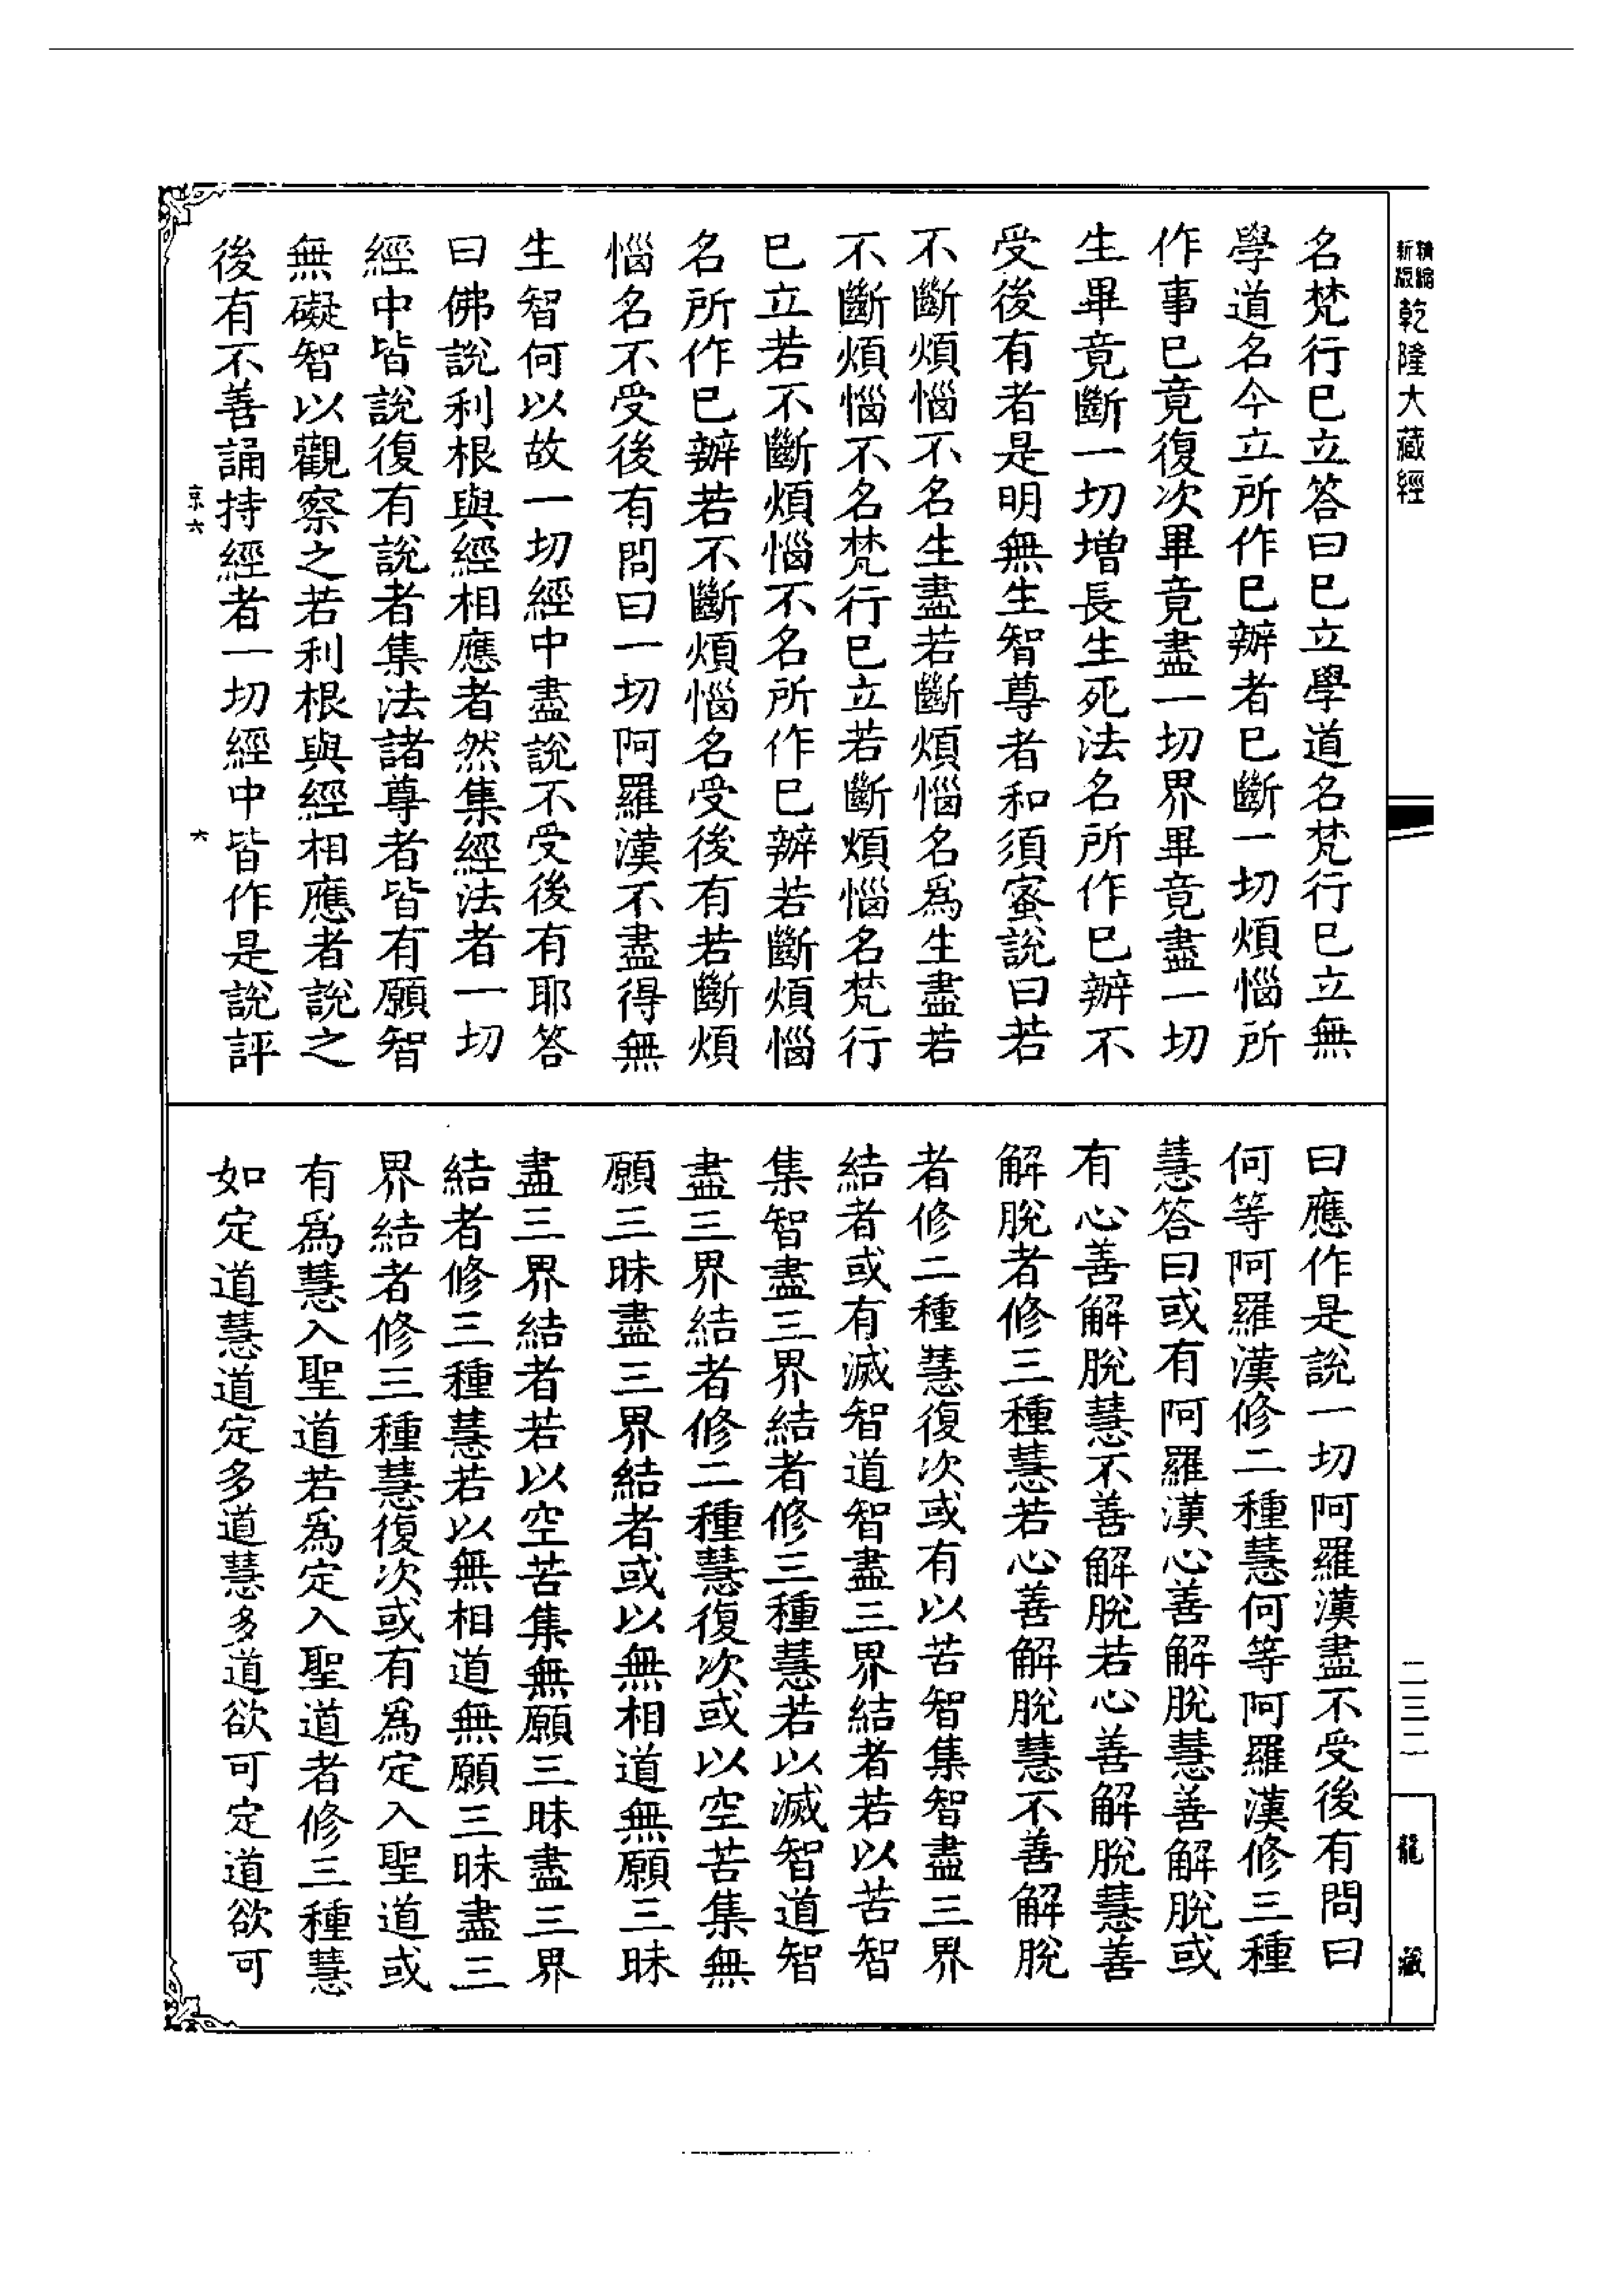 精縮新版
乾隆大藏經
二三二
龍藏
名梵行已立答曰已立學道名梵行已立無
學道名今立所作已辦者已斷一切煩惱所
作事已竟復次畢竟盡一切界畢竟盡一切
生畢竟斷一切增長生死法名所作已辦不
受後有者是明無生智尊者和須蜜說曰若
不斷煩惱不名生盡若斷煩惱名爲生盡若
不斷煩惱不名梵行已立若斷煩惱名梵行
已立若不斷煩惱不名所作已辦若斷煩惱
名所作已辦若不斷煩惱名受後有若斷煩
惱名不受後有問曰一切阿羅漢不盡得無
生智何以故一切經中盡說不受後有耶答
曰佛說利根與經相應者然集經法者一切
經中皆說復有說者集法諸尊者皆有願智
無礙智以觀察之若利根與經相應者說之
後有不善誦持經者一切經中皆作是說評
京六
六
曰應作是說一切阿羅漢盡不受後有問曰
何等阿羅漢修二種慧何等阿羅漢修三種
慧答曰或有阿羅漢心善解脫慧善解脫或
有心善解脫慧不善解脫若心善解脫慧善
解脫者修三種慧若心善解脫慧不善解脫
者修二種慧復次或有以苦智集智盡三界
結者或有滅智道智盡三界結者若以苦智
集智盡三界結者修三種慧若以滅智道智
盡三界結者修二種慧復次或以空苦集無
願三昧盡三界結者或以無相道無願三昧
盡三界結者若以空苦集無願三昧盡三界
結者修三種慧若以無相道無願三昧盡三
界結者修三種慧復次或有爲定入聖道或
有爲慧入聖道若爲定入聖道者修三種慧
如定道慧道定多道慧多道欲可定道欲可